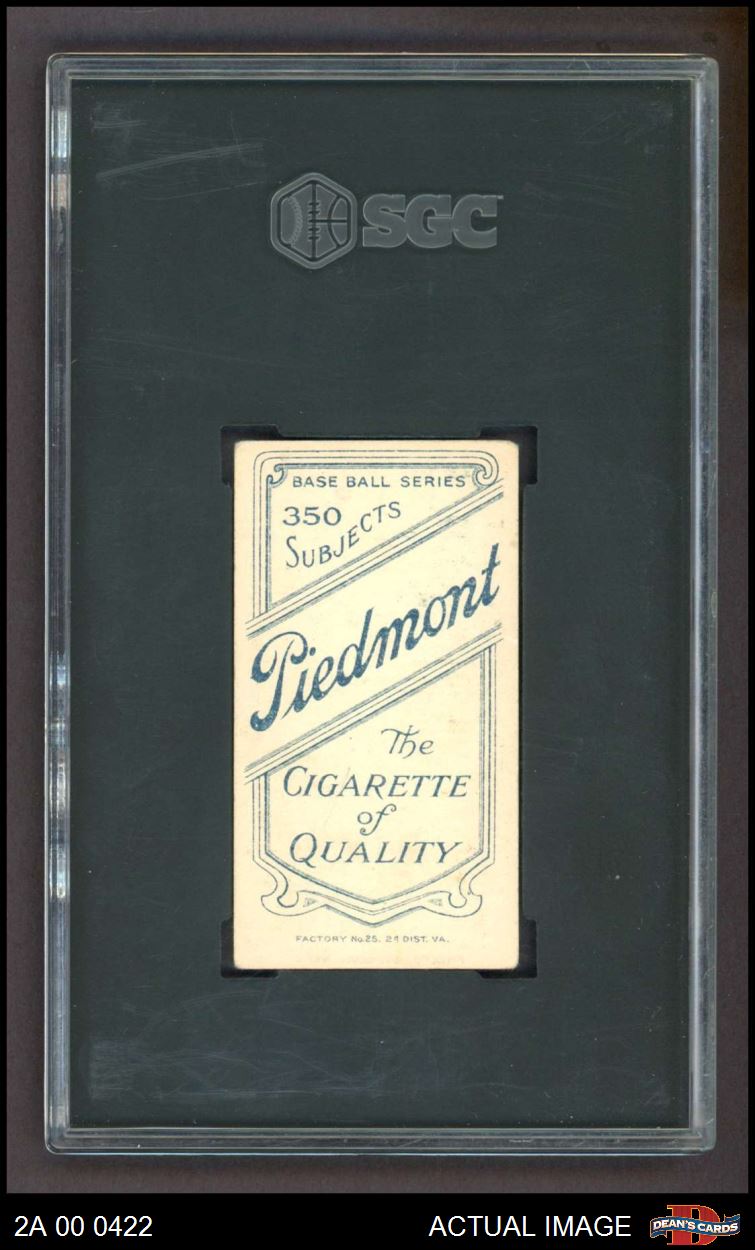 SGC
BASE BALL SERIES
350
SUBJECTS
Piedmont
The
CIGARETTE
of
QUALITY
FACTORY No. 25, 2d DIST. VA.
2A 00 0422
ACTUAL IMAGE
DEAN'S CARDS